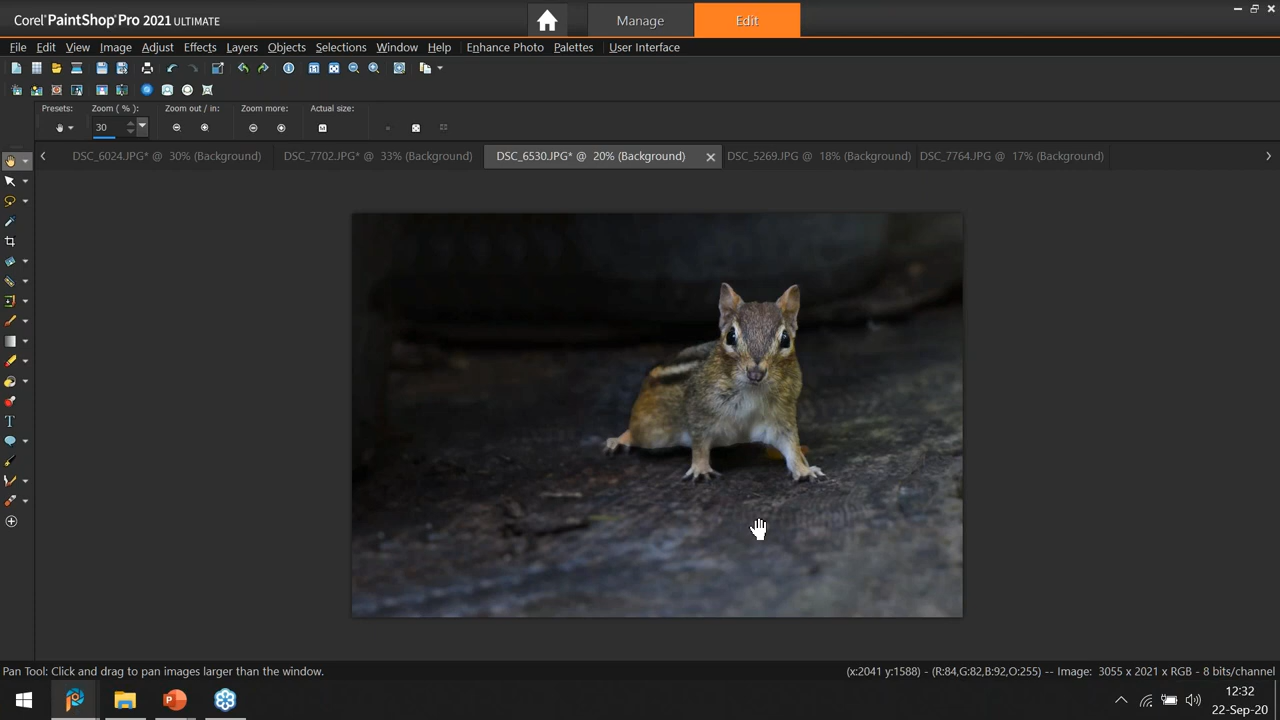 Corel PaintShop Pro 2021 ULTIMATE
Manage
Edit
File Edit View Image Adjust Effects Layers Objects Selections Window Help Enhance Photo Palettes User Interface
Presets: Zoom ( % ): Zoom out / in: Zoom more: Actual size:
30
DSC_6024.JPG* @ 30% (Background)
DSC_7702.JPG* @ 33% (Background)
DSC_6530.JPG* @ 20% (Background)
DSC_5269.JPG @ 18% (Background)
DSC_7764.JPG @ 17% (Background)
Pan Tool: Click and drag to pan images larger than the window.
(x:2041 y:1588) - (R:84,G:82,B:92,O:255) -- Image: 3055 x 2021 x RGB - 8 bits/channel
12:32
22-Sep-20